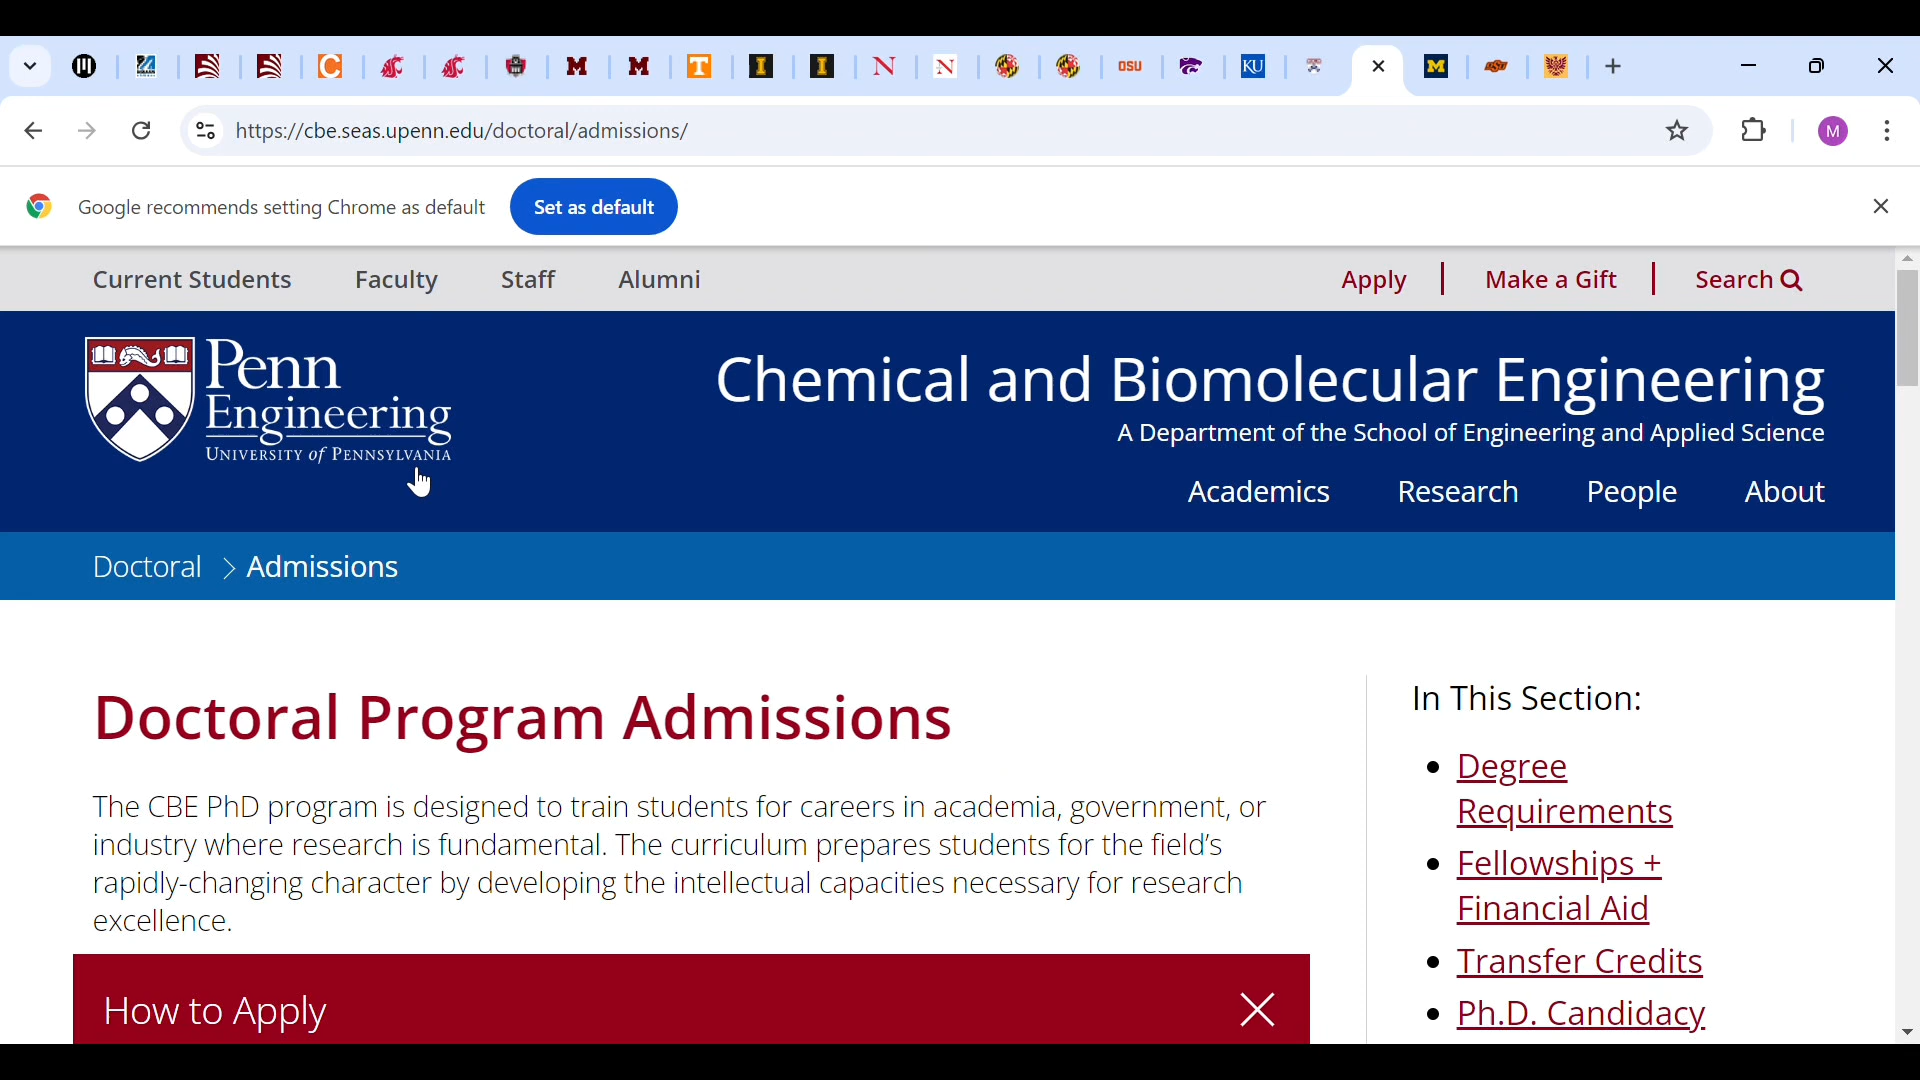 https://cbe.seas.upenn.edu/doctoral/admissions/
M
Google recommends setting Chrome as default
Set as default
Current Students Faculty Staff Alumni
Apply Make a Gift Search
Penn
Engineering
UNIVERSITY of PENNSYLVANIA
Chemical and Biomolecular Engineering
A Department of the School of Engineering and Applied Science
Academics Research People About
Doctoral > Admissions
Doctoral Program Admissions
The CBE PhD program is designed to train students for careers in academia, government, or
industry where research is fundamental. The curriculum prepares students for the field’s
rapidly-changing character by developing the intellectual capacities necessary for research
excellence.
How to Apply
In This Section:
Degree
Requirements
Fellowships +
Financial Aid
Transfer Credits
Ph.D. Candidacy